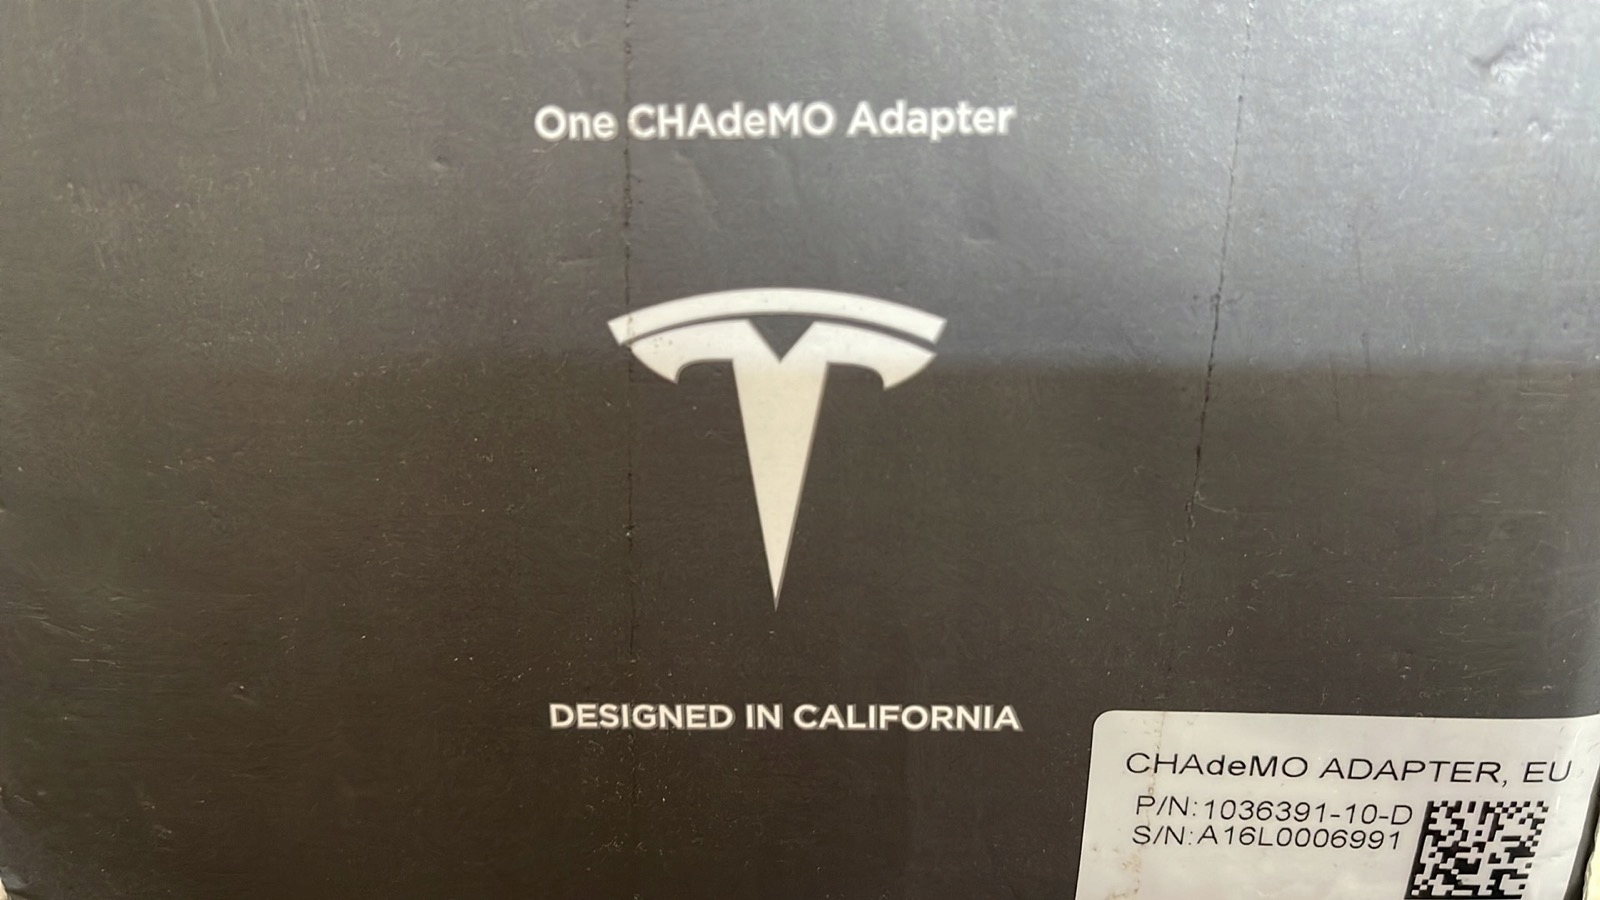 One CHAdeMO Adapter
DESIGNED IN CALIFORNIA
CHAdeMO ADAPTER, EU
P/N:1036391-10-D
S/N:A16L0006991